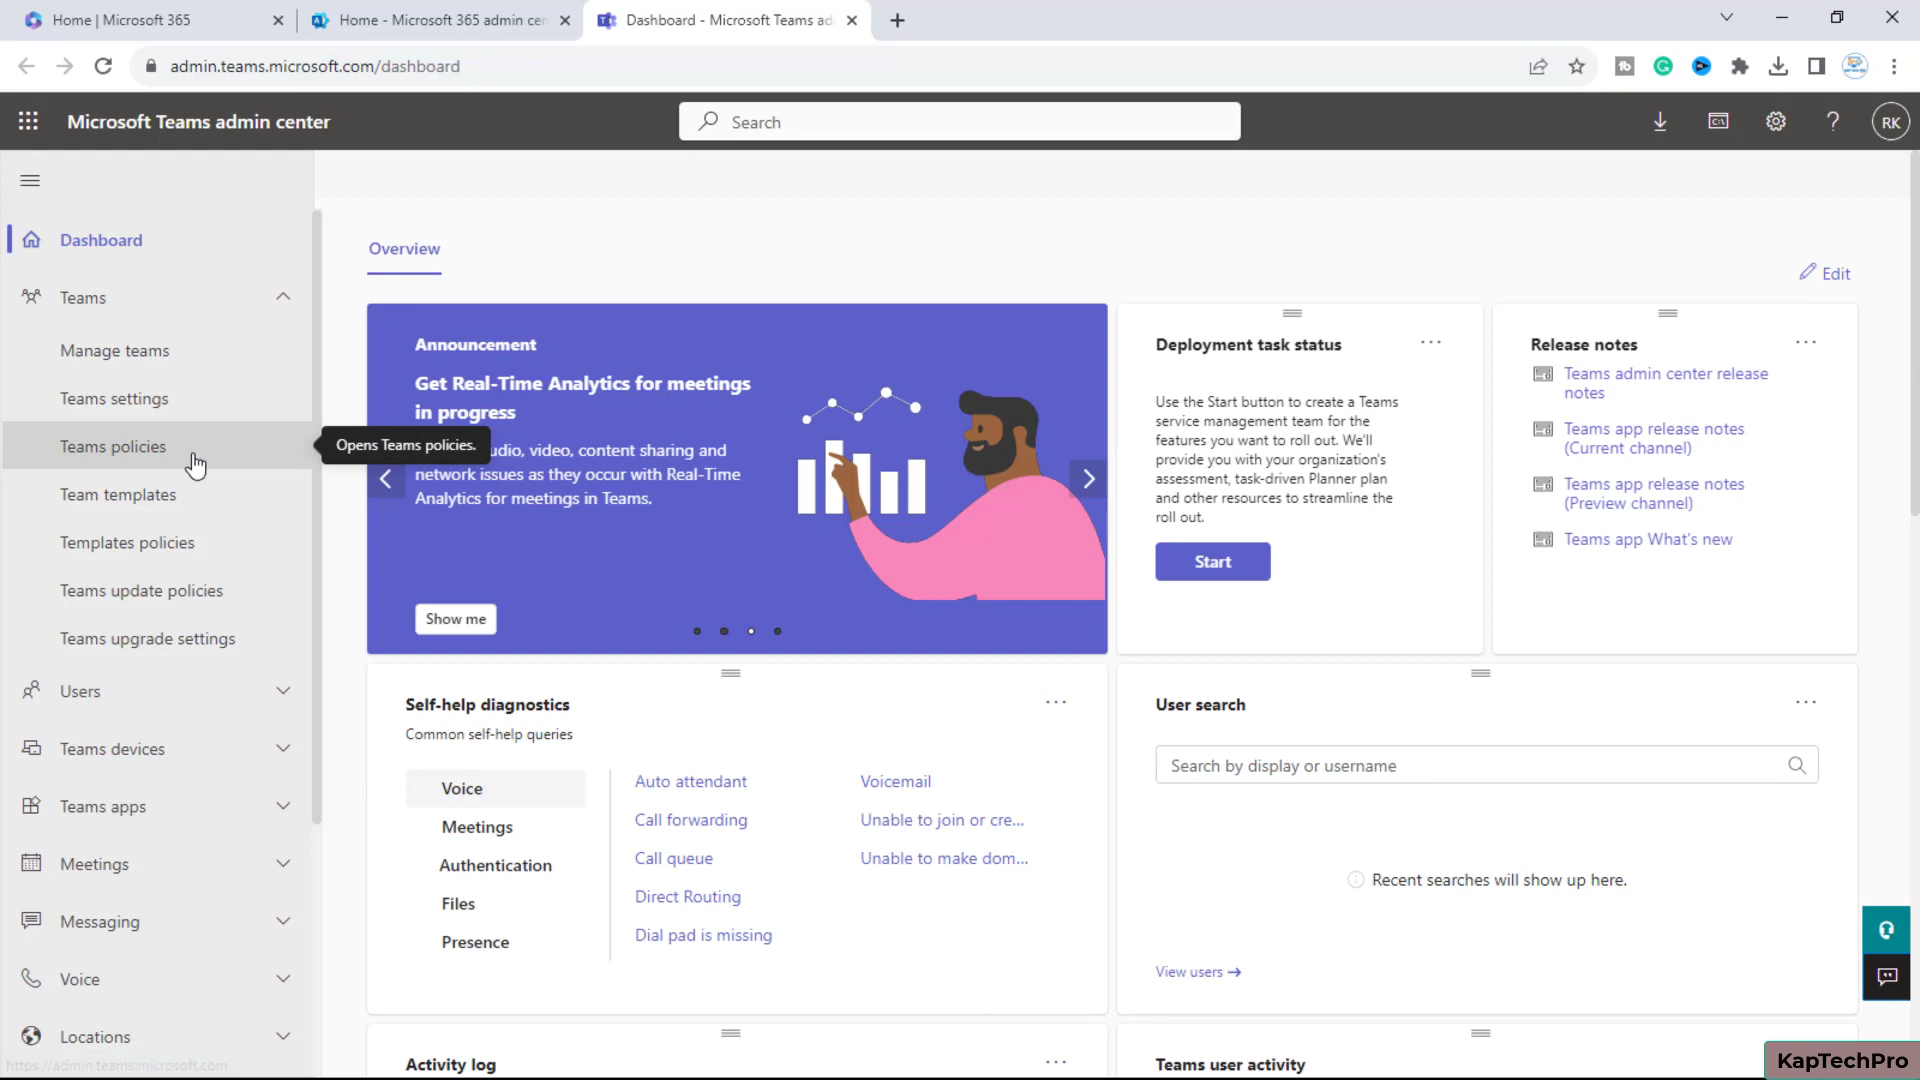 Home | Microsoft 365
Home - Microsoft 365 admin cen
Dashboard - Microsoft Teams ad
admin.teams.microsoft.com/dashboard
Microsoft Teams admin center
Search
RK
Dashboard
Teams
Manage teams
Teams settings
Teams policies
Opens Teams policies.
Team templates
Templates policies
Teams update policies
Teams upgrade settings
Users
Teams devices
Teams apps
Meetings
Messaging
Voice
Locations
https://admin.teams.microsoft.com
Overview
Edit
Announcement
Get Real-Time Analytics for meetings
in progress
udio, video, content sharing and
network issues as they occur with Real-Time
Analytics for meetings in Teams.
Show me
Deployment task status
Use the Start button to create a Teams
service management team for the
features you want to roll out. We'll
provide you with your organization's
assessment, task-driven Planner plan
and other resources to streamline the
roll out.
Start
Release notes
Teams admin center release
notes
Teams app release notes
(Current channel)
Teams app release notes
(Preview channel)
Teams app What's new
Self-help diagnostics
Common self-help queries
Voice
Meetings
Authentication
Files
Presence
Auto attendant
Call forwarding
Call queue
Direct Routing
Dial pad is missing
Voicemail
Unable to join or cre...
Unable to make dom...
User search
Search by display or username
Recent searches will show up here.
View users →
Activity log
Teams user activity
KapTechPro